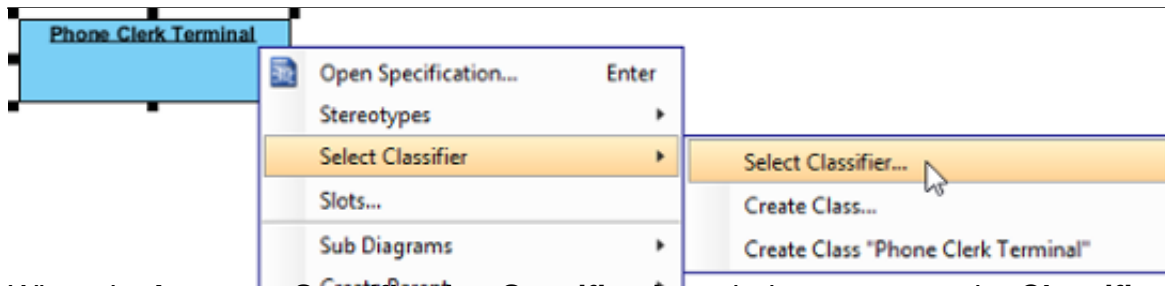 Phone Clerk Terminal
Open Specification... Enter
Stereotypes
Select Classifier
Select Classifier...
Slots...
Create Class...
Sub Diagrams
Create Class "Phone Clerk Terminal"